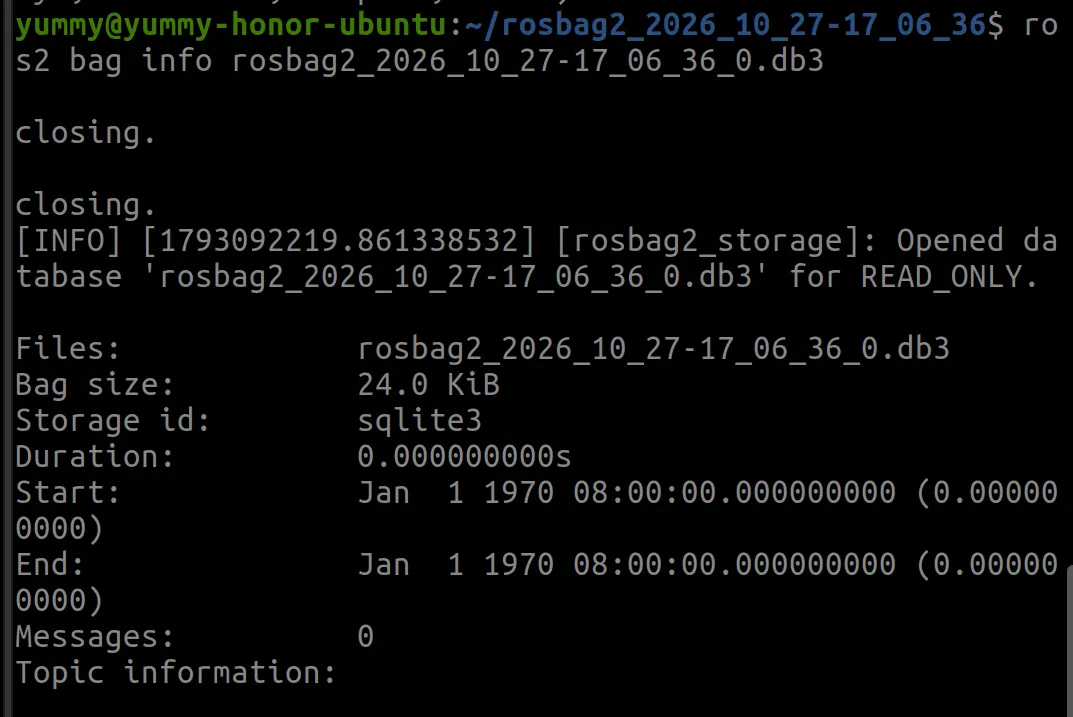 yummy@yummy-honor-ubuntu:~/rosbag2_2026_10_27-17_06_36$ ro
s2 bag info rosbag2_2026_10_27-17_06_36_0.db3
closing.
closing.
[INFO] [1793092219.861338532] [rosbag2_storage]: Opened da
tabase 'rosbag2_2026_10_27-17_06_36_0.db3' for READ_ONLY.
Files:             rosbag2_2026_10_27-17_06_36_0.db3
Bag size:          24.0 KiB
Storage id:        sqlite3
Duration:          0.000000000s
Start:             Jan  1 1970 08:00:00.000000000 (0.00000
0000)
End:               Jan  1 1970 08:00:00.000000000 (0.00000
0000)
Messages:          0
Topic information: